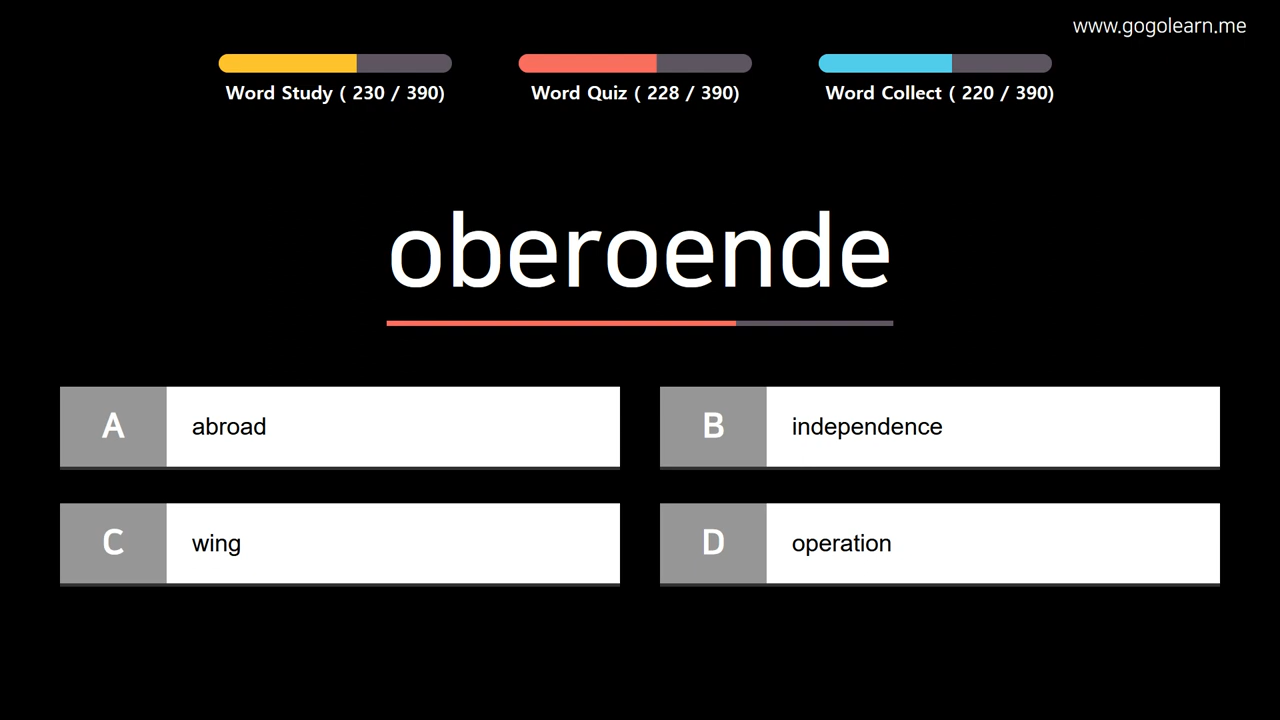 www.gogolearn.me
Word Study ( 230 / 390)
Word Quiz ( 228 / 390)
Word Collect ( 220 / 390)
oberoende
A abroad
B independence
C wing
D operation